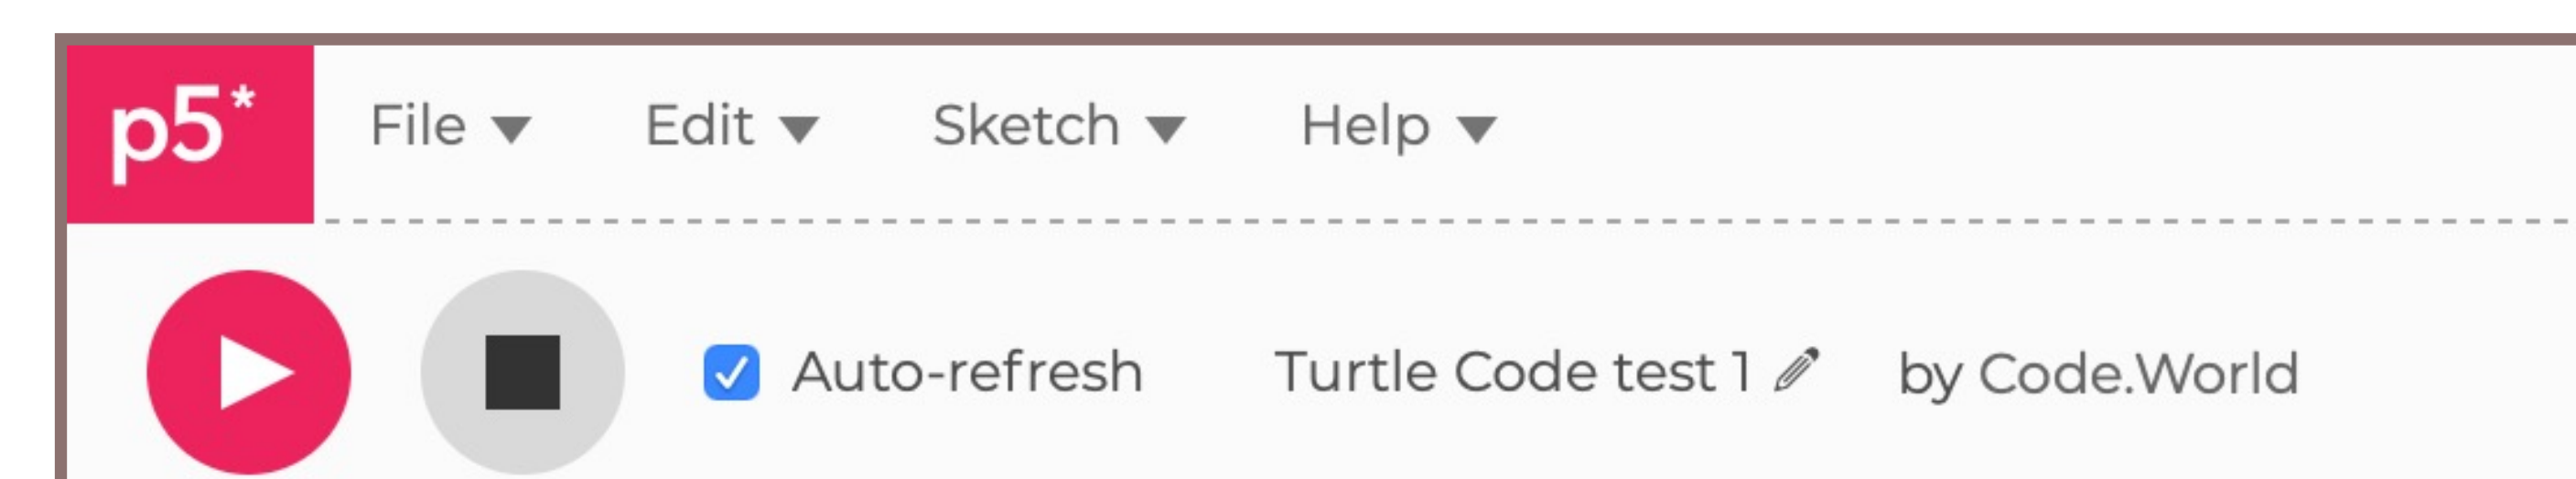 p5* File Edit Sketch Help
Auto-refresh Turtle Code test 1 by Code.World